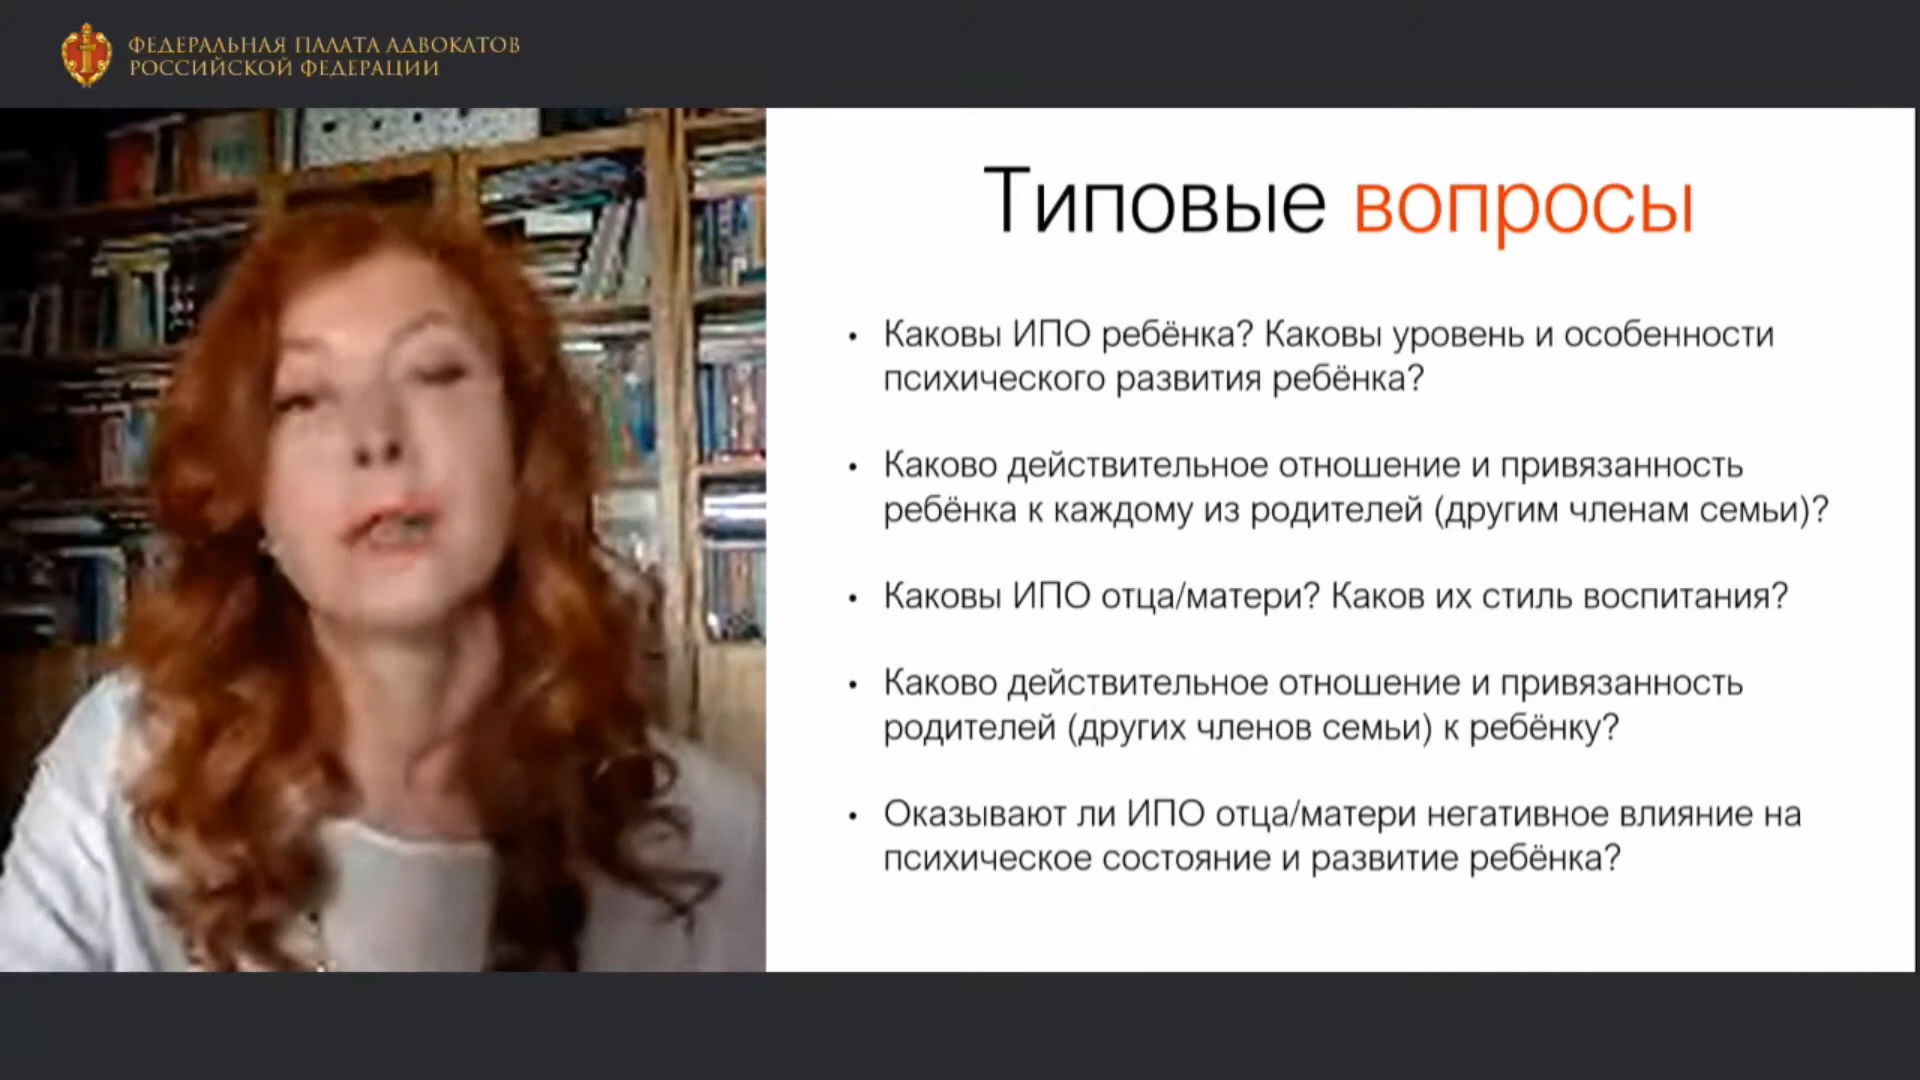 ФЕДЕРАЛЬНАЯ ПАЛАТА АДВОКАТОВ
РОССИЙСКОЙ ФЕДЕРАЦИИ
Типовые вопросы
• Каковы ИПО ребёнка? Каковы уровень и особенности
психического развития ребёнка?
• Каково действительное отношение и привязанность
ребёнка к каждому из родителей (другим членам семьи)?
• Каковы ИПО отца/матери? Каков их стиль воспитания?
• Каково действительное отношение и привязанность
родителей (других членов семьи) к ребёнку?
• Оказывают ли ИПО отца/матери негативное влияние на
психическое состояние и развитие ребёнка?